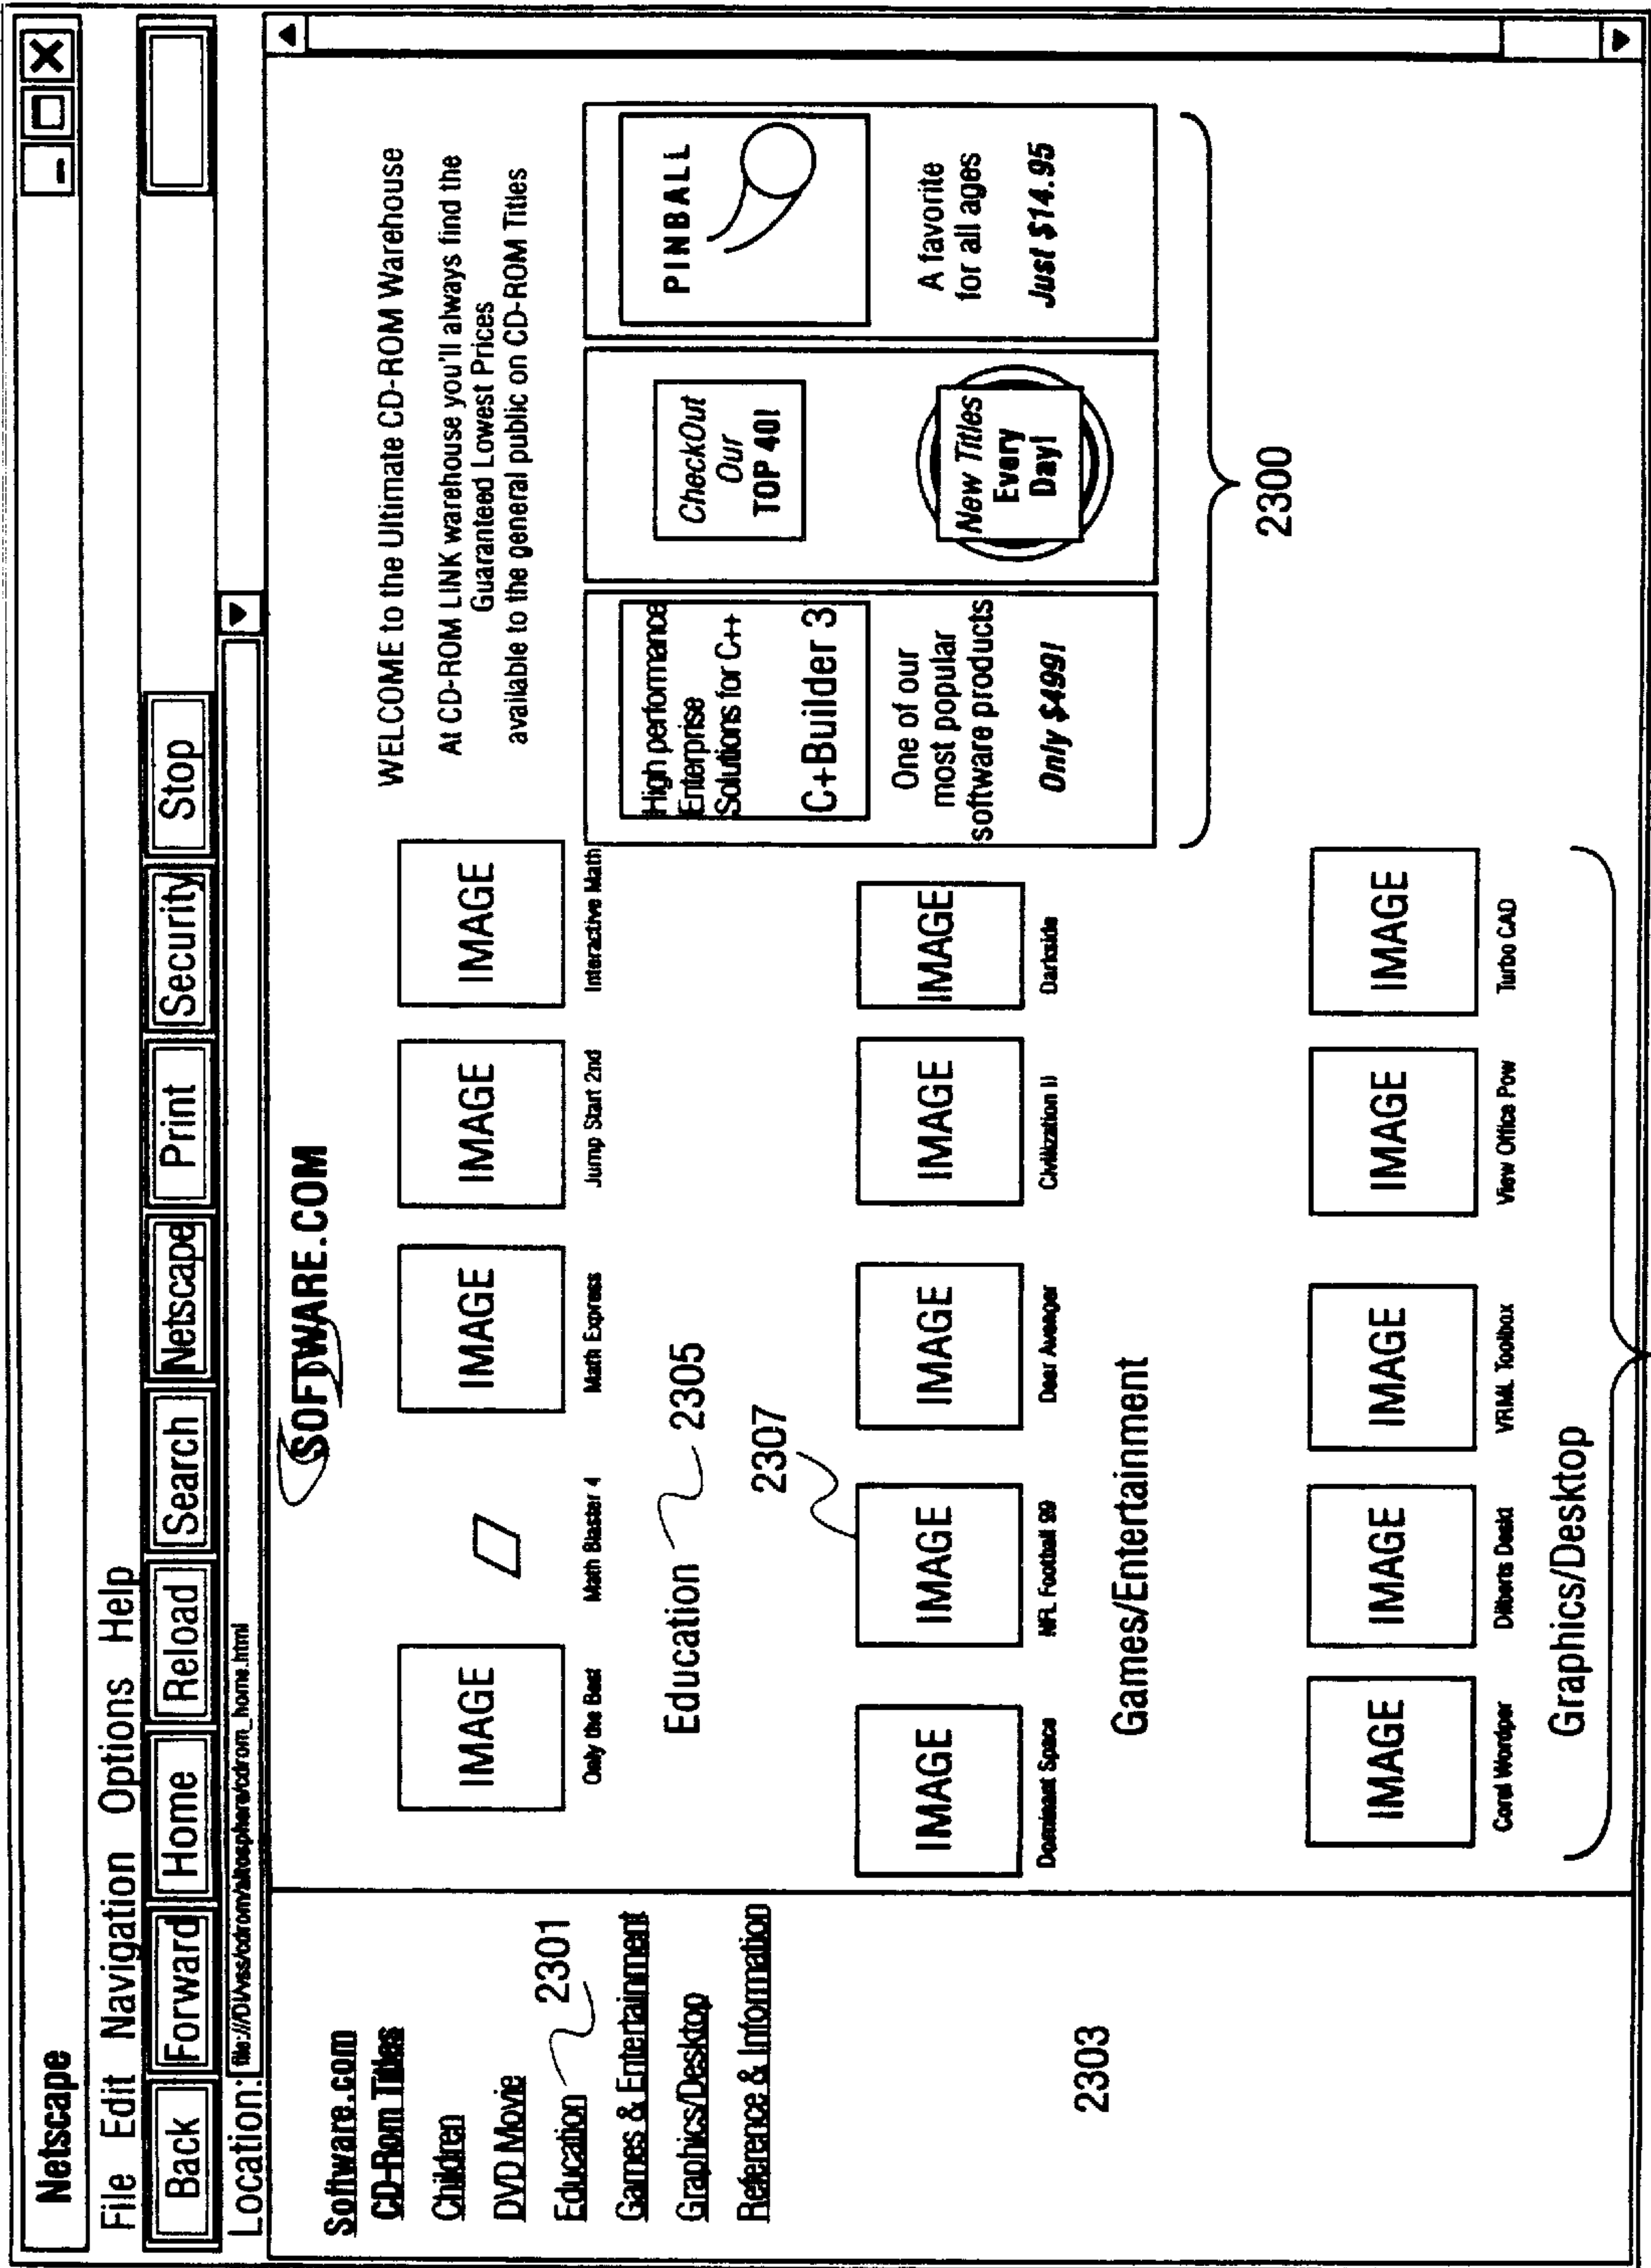 Netscape
File Edit Navigation Options Help
Back Forward Home Reload Search Netscape Print Security Stop
Location: file://D|/vss/cdrom/altosphere/cdrom_home.html
Software.com
CD-Rom Titles
Children
DVD Movie
Education 2301
Games & Entertainment
Graphics/Desktop
Reference & Information
2303
SOFTWARE.COM
IMAGE IMAGE IMAGE IMAGE
Only the Best Math Blaster 4 Math Express Jump Start 2nd Interactive Math
Education 2305
2307
IMAGE IMAGE IMAGE IMAGE IMAGE
Dominant Space NFL Football 99 Deer Avenger Civilization II Darkside
Games/Entertainment
IMAGE IMAGE IMAGE IMAGE IMAGE
Corel Wordper Dilberts Deskt VRML Toolbox View Office Pow Turbo CAD
Graphics/Desktop
WELCOME to the Ultimate CD-ROM Warehouse
At CD-ROM LINK warehouse you'll always find the
Guaranteed Lowest Prices
available to the general public on CD-ROM Titles
High performance
Enterprise
Solutions for C++
C+Builder 3
One of our
most popular
software products
Only $499!
CheckOut
Our
TOP 40!
New Titles
Every
Day!
PINBALL
A favorite
for all ages
Just $14.95
2300